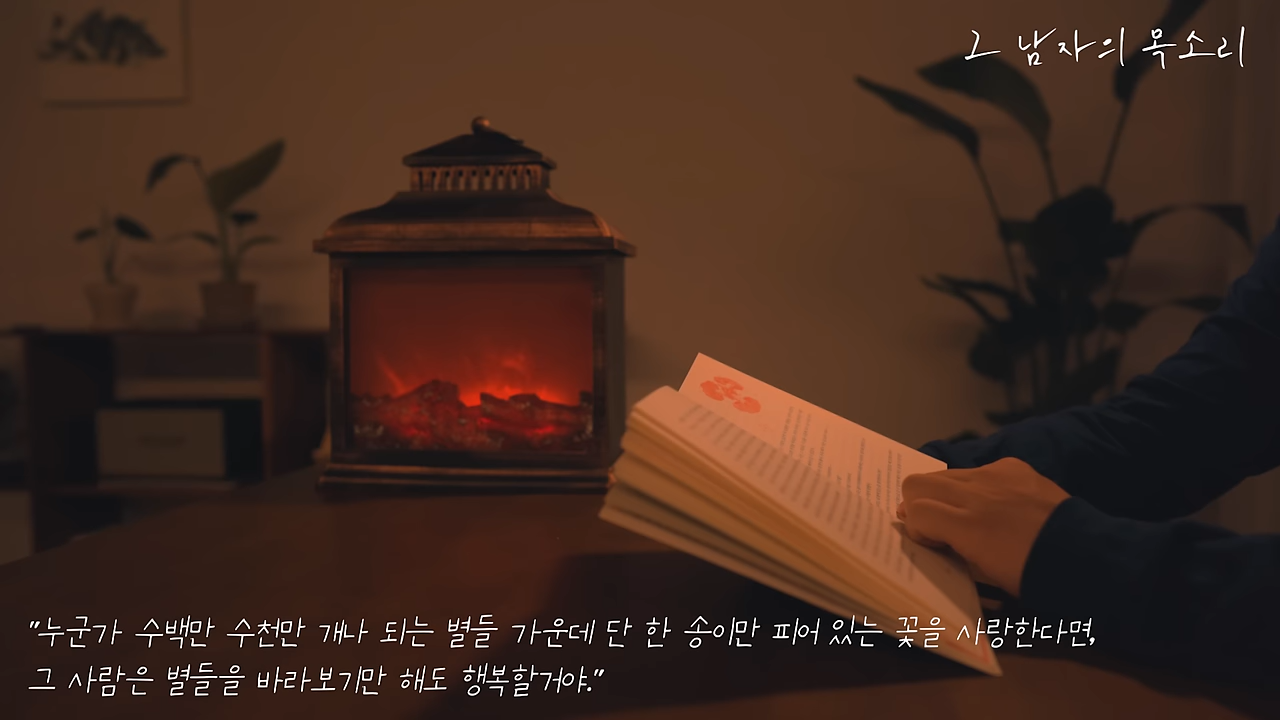 그 남자의 목소리
"누군가 수백만 수천만 개나 되는 별들 가운데 단 한 송이만 피어 있는 꽃을 사랑한다면,
그 사람은 별들을 바라보기만 해도 행복할거야."